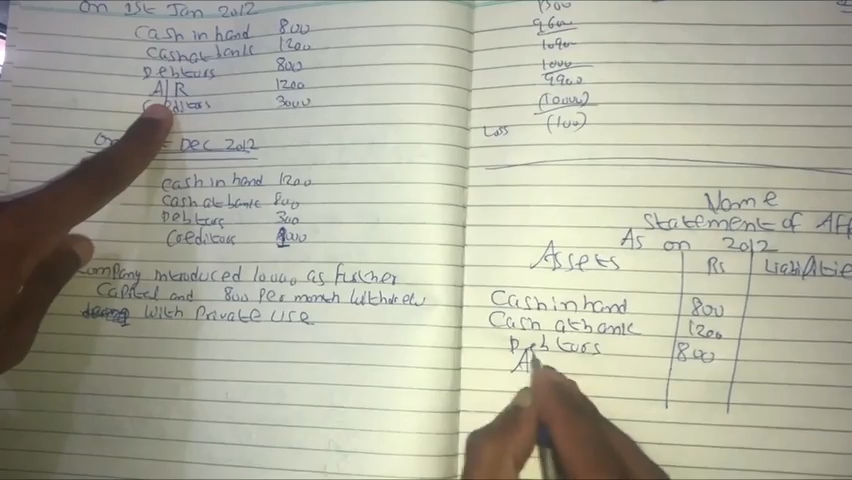 On 1st Jan 2012
Cash in hand 800
Cash at bank 1200
Debtors 800
A/R 1200
Creditors 3000
Dec 2012
Cash in hand 1200
Cash at bank 800
Debtors 300
Creditors 1000
Company introduced 10000 as further
Capital and 800 per month withdrew
with Private use
1300
9600
1000
9900
(10000)
Loss (100)
Name
Statement of Aff
As on 2012
Assets Rs Liabilitie
Cash in hand 800
Cash at bank 1200
Debtors 800
A